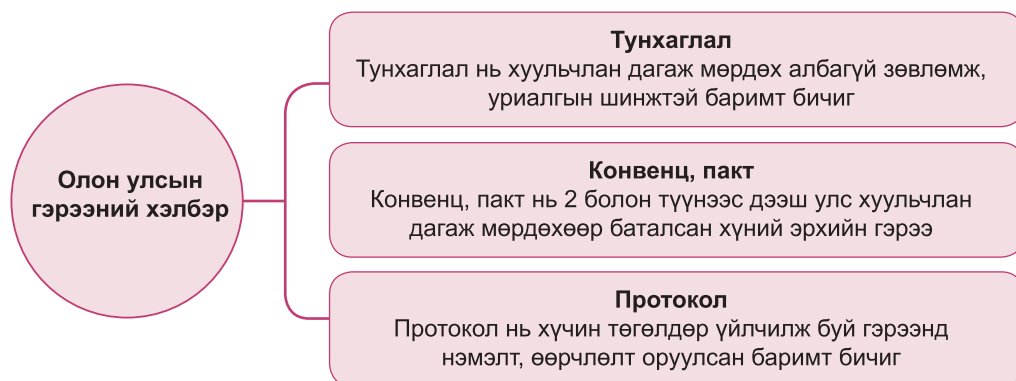 Олон улсын
гэрээний хэлбэр
Тунхаглал
Тунхаглал нь хуульчлан дагаж мөрдөх албагүй зөвлөмж,
уриалгын шинжтэй баримт бичиг
Конвенц, пакт
Конвенц, пакт нь 2 болон түүнээс дээш улс хуульчлан
дагаж мөрдөхөөр баталсан хүний эрхийн гэрээ
Протокол
Протокол нь хүчин төгөлдөр үйлчилж буй гэрээнд
нэмэлт, өөрчлөлт оруулсан баримт бичиг